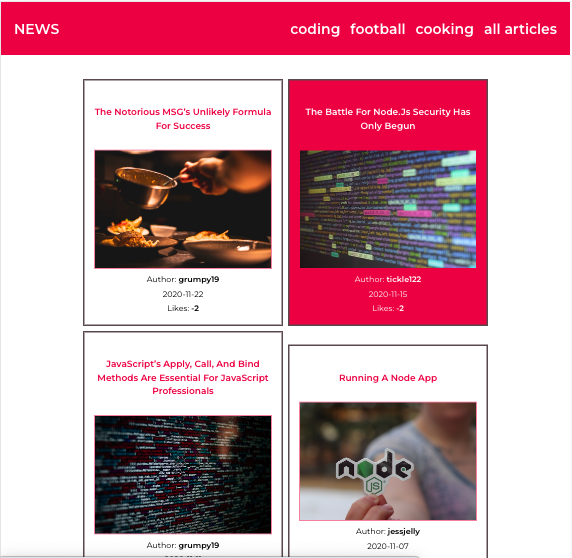 NEWS
coding football cooking all articles
The Notorious MSG's Unlikely Formula
For Success
Author: grumpy19
2020-11-22
Likes: -2
The Battle For Node.Js Security Has
Only Begun
Author: tickle122
2020-11-15
Likes: -2
JavaScript's Apply, Call, And Bind
Methods Are Essential For JavaScript
Professionals
Author: grumpy19
Running A Node App
node
JS
Author: jessjelly
2020-11-07